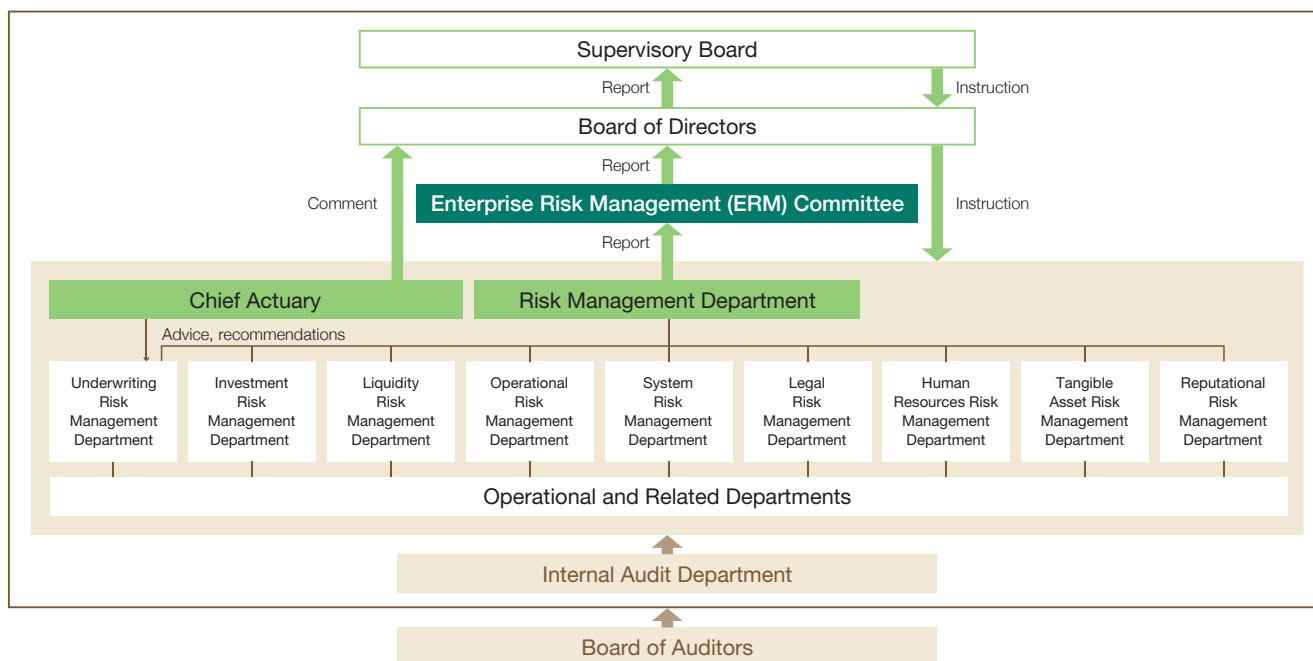 Supervisory Board
Report
Instruction
Board of Directors
Report
Comment
Enterprise Risk Management (ERM) Committee
Instruction
Report
Chief Actuary
Risk Management Department
Advice, recommendations
Underwriting
Risk
Management
Department
Investment
Risk
Management
Department
Liquidity
Risk
Management
Department
Operational
Risk
Management
Department
System
Risk
Management
Department
Legal
Risk
Management
Department
Human
Resources Risk
Management
Department
Tangible
Asset Risk
Management
Department
Reputational
Risk
Management
Department
Operational and Related Departments
Internal Audit Department
Board of Auditors